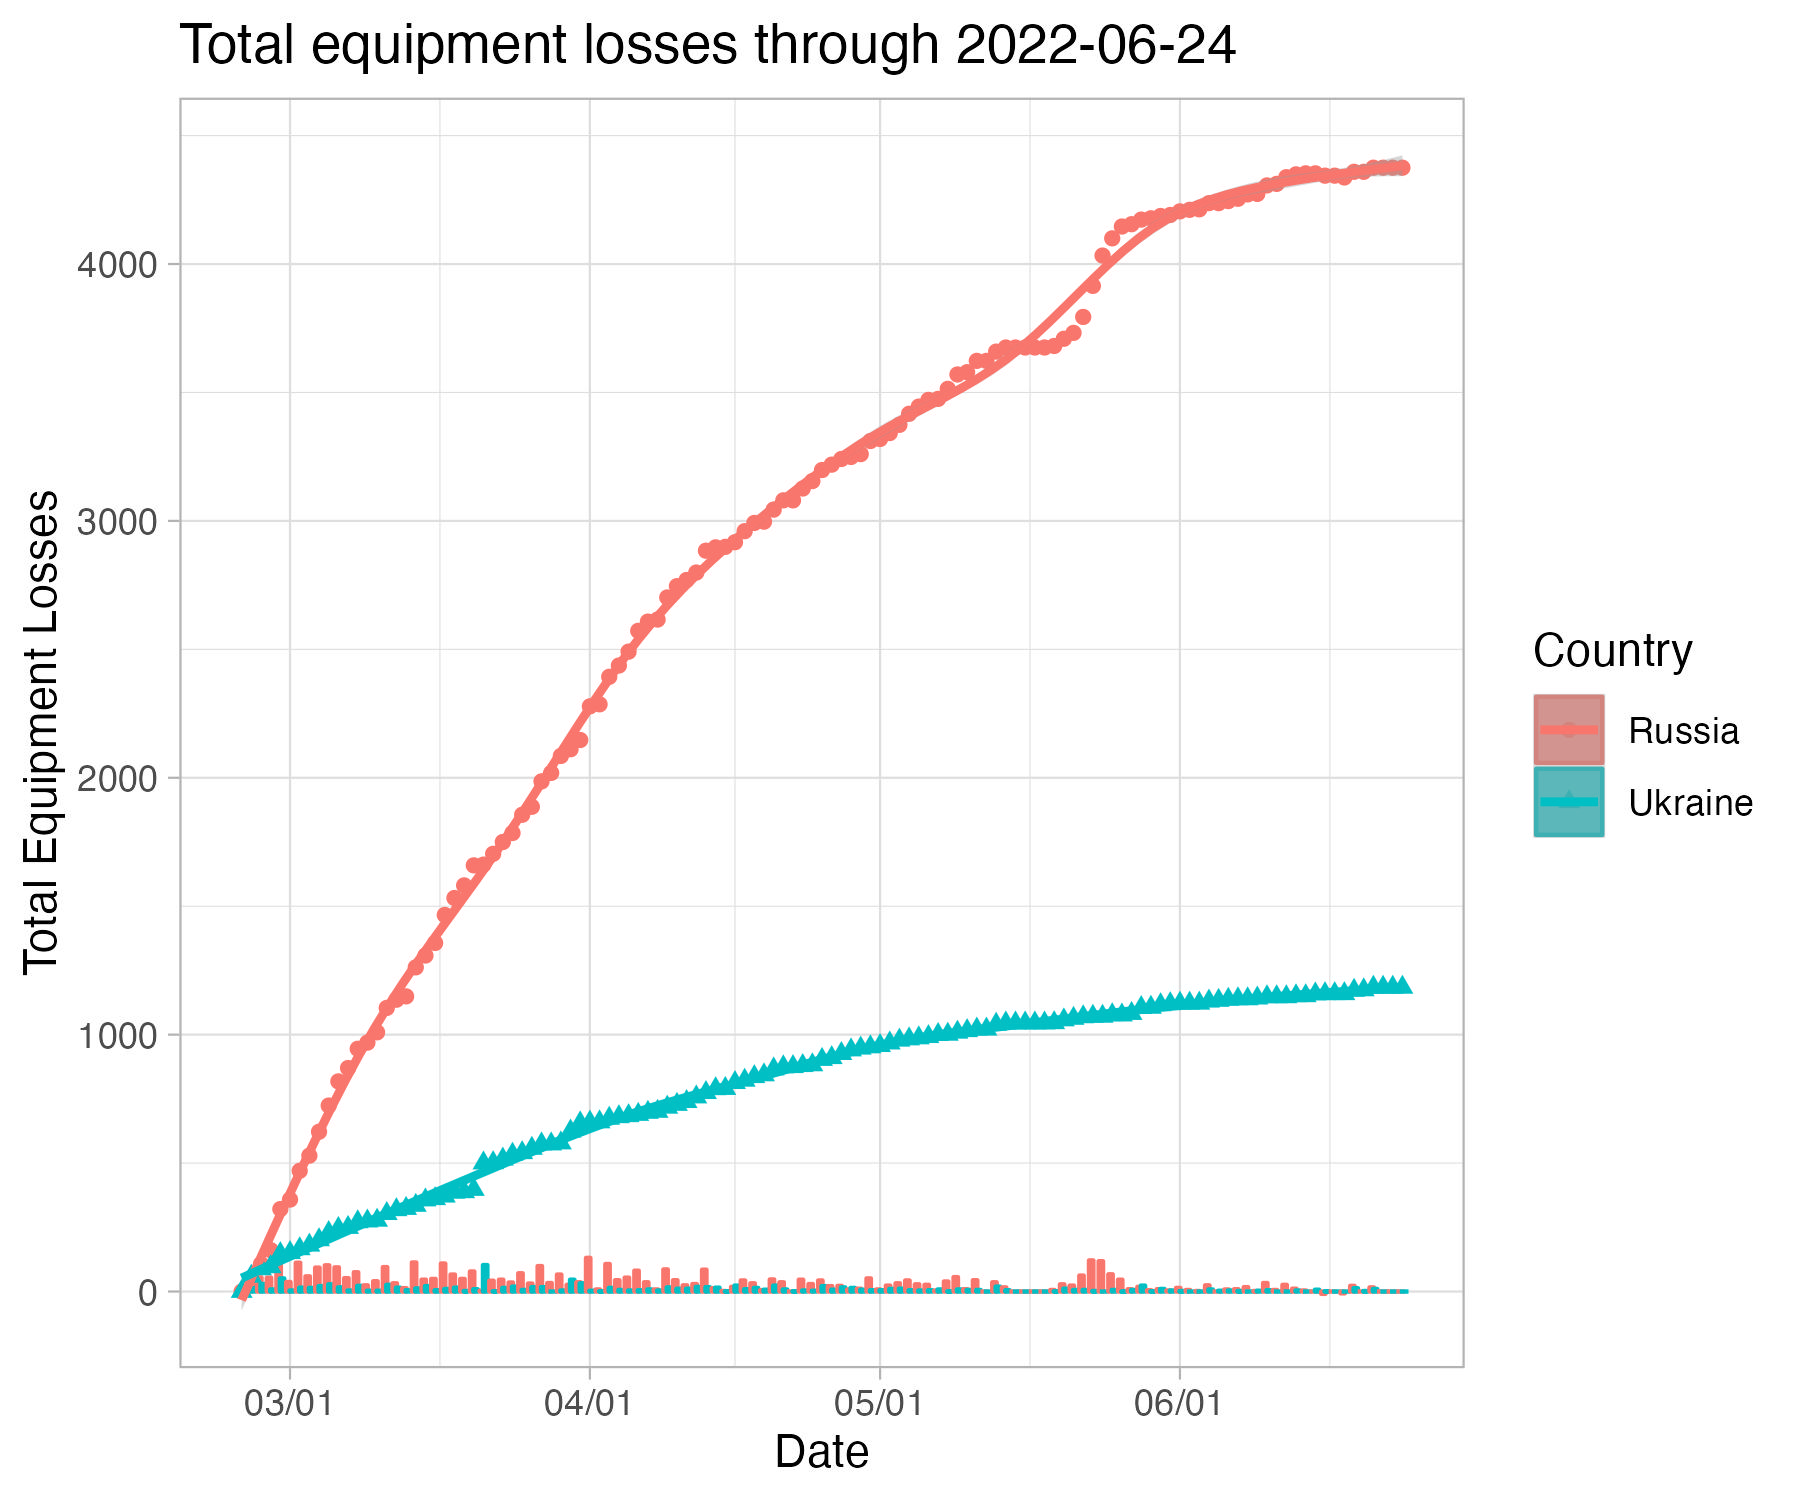 Total equipment losses through 2022-06-24
Total Equipment Losses
4000
3000
2000
1000
0
03/01
04/01
05/01
06/01
Date
Country
Russia
Ukraine